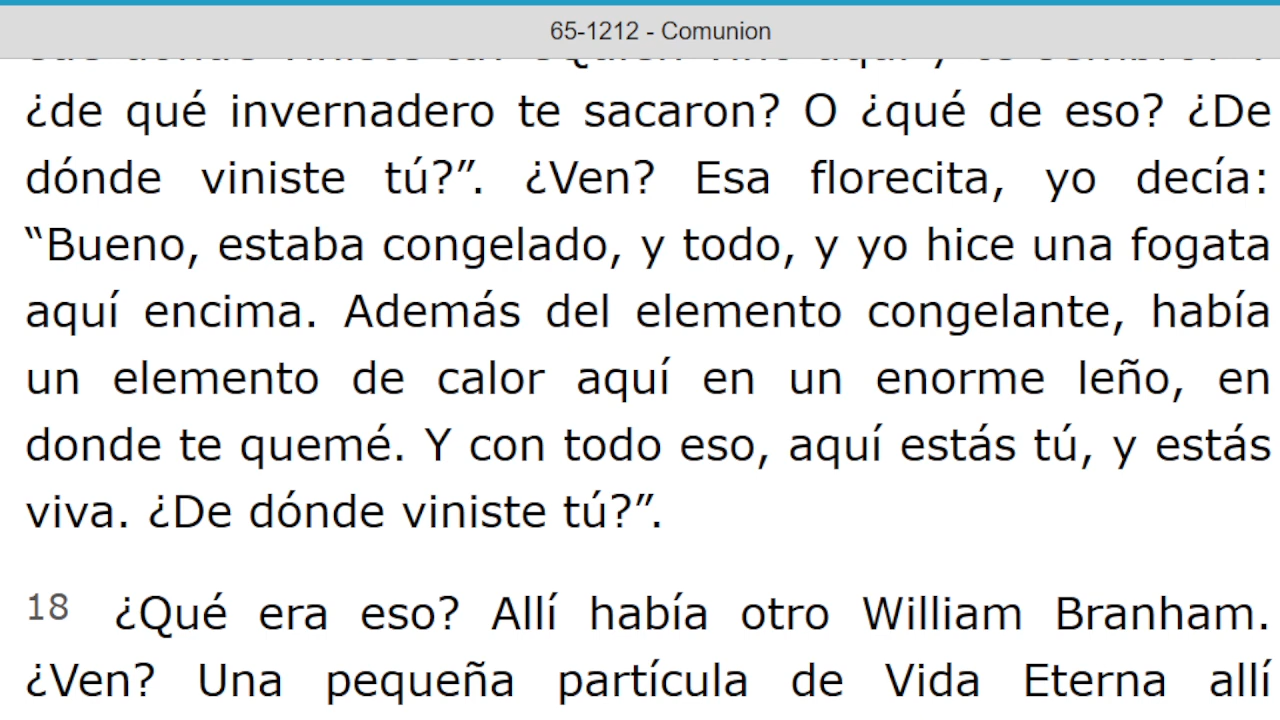 65-1212 - Comunion
¿de qué invernadero te sacaron? O ¿qué de eso? ¿De
dónde viniste tú?”. ¿Ven? Esa florecita, yo decía:
“Bueno, estaba congelado, y todo, y yo hice una fogata
aquí encima. Además del elemento congelante, había
un elemento de calor aquí en un enorme leño, en
donde te quemé. Y con todo eso, aquí estás tú, y estás
viva. ¿De dónde viniste tú?”.
18 ¿Qué era eso? Allí había otro William Branham.
¿Ven? Una pequeña partícula de Vida Eterna allí